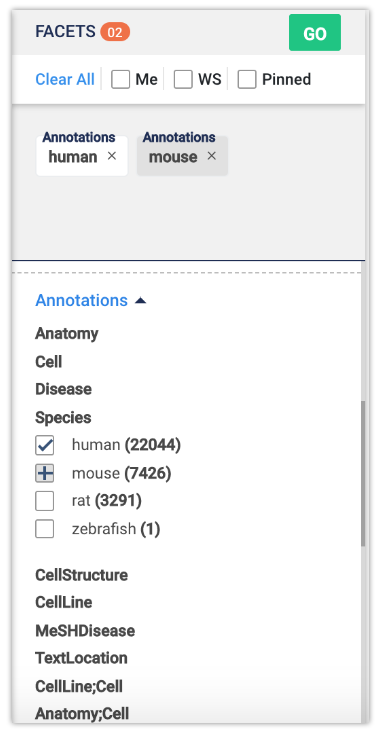 FACETS 02 GO
Clear All Me WS Pinned
Annotations Annotations
human × mouse ×
Annotations
Anatomy
Cell
Disease
Species
human (22044)
mouse (7426)
rat (3291)
zebrafish (1)
CellStructure
CellLine
MeSHDisease
TextLocation
CellLine;Cell
Anatomy;Cell